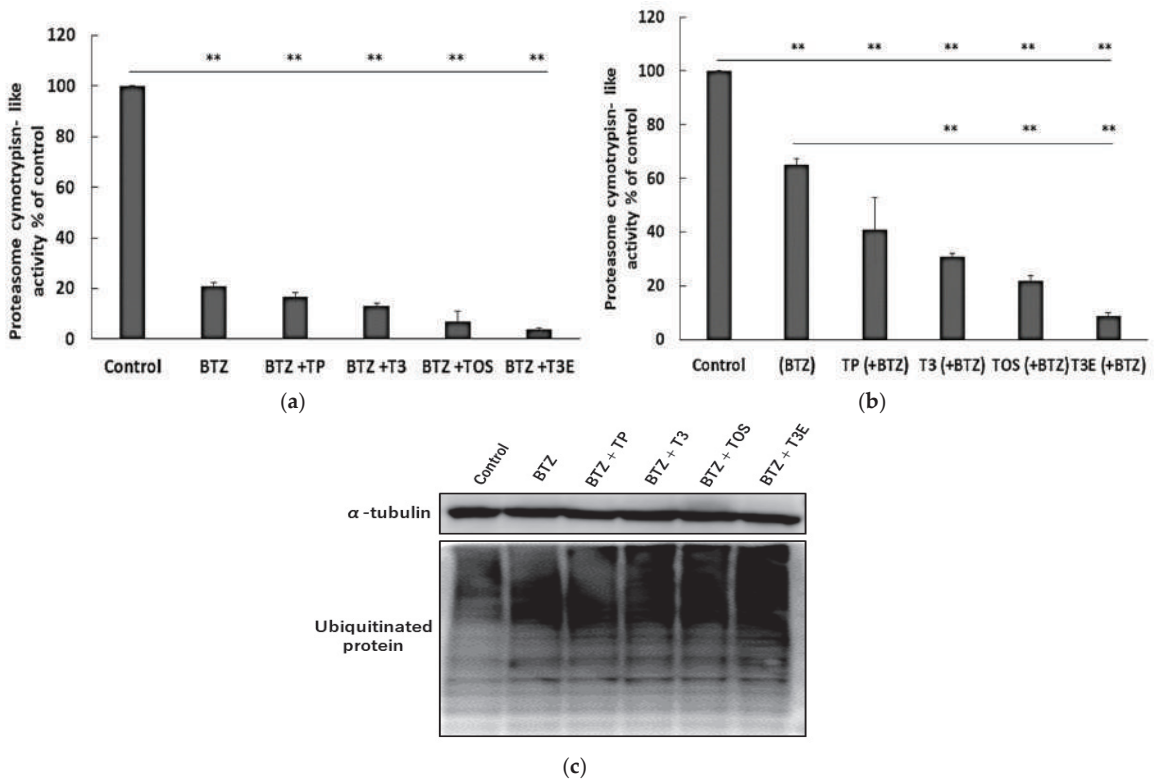 120
100
80
60
40
20
0
Proteasome cymotrypisn- like
activity % of control
** ** ** ** **
Control BTZ BTZ +TP BTZ +T3 BTZ +TOS BTZ +T3E
(a)
120
100
80
60
40
20
0
Proteasome cymotrypisn- like
activity % of control
** ** ** ** **
** ** **
Control (BTZ) TP (+BTZ) T3 (+BTZ) TOS (+BTZ) T3E (+BTZ)
(b)
Control BTZ BTZ + TP BTZ + T3 BTZ + TOS BTZ + T3E
α-tubulin
Ubiquitinated
protein
(c)